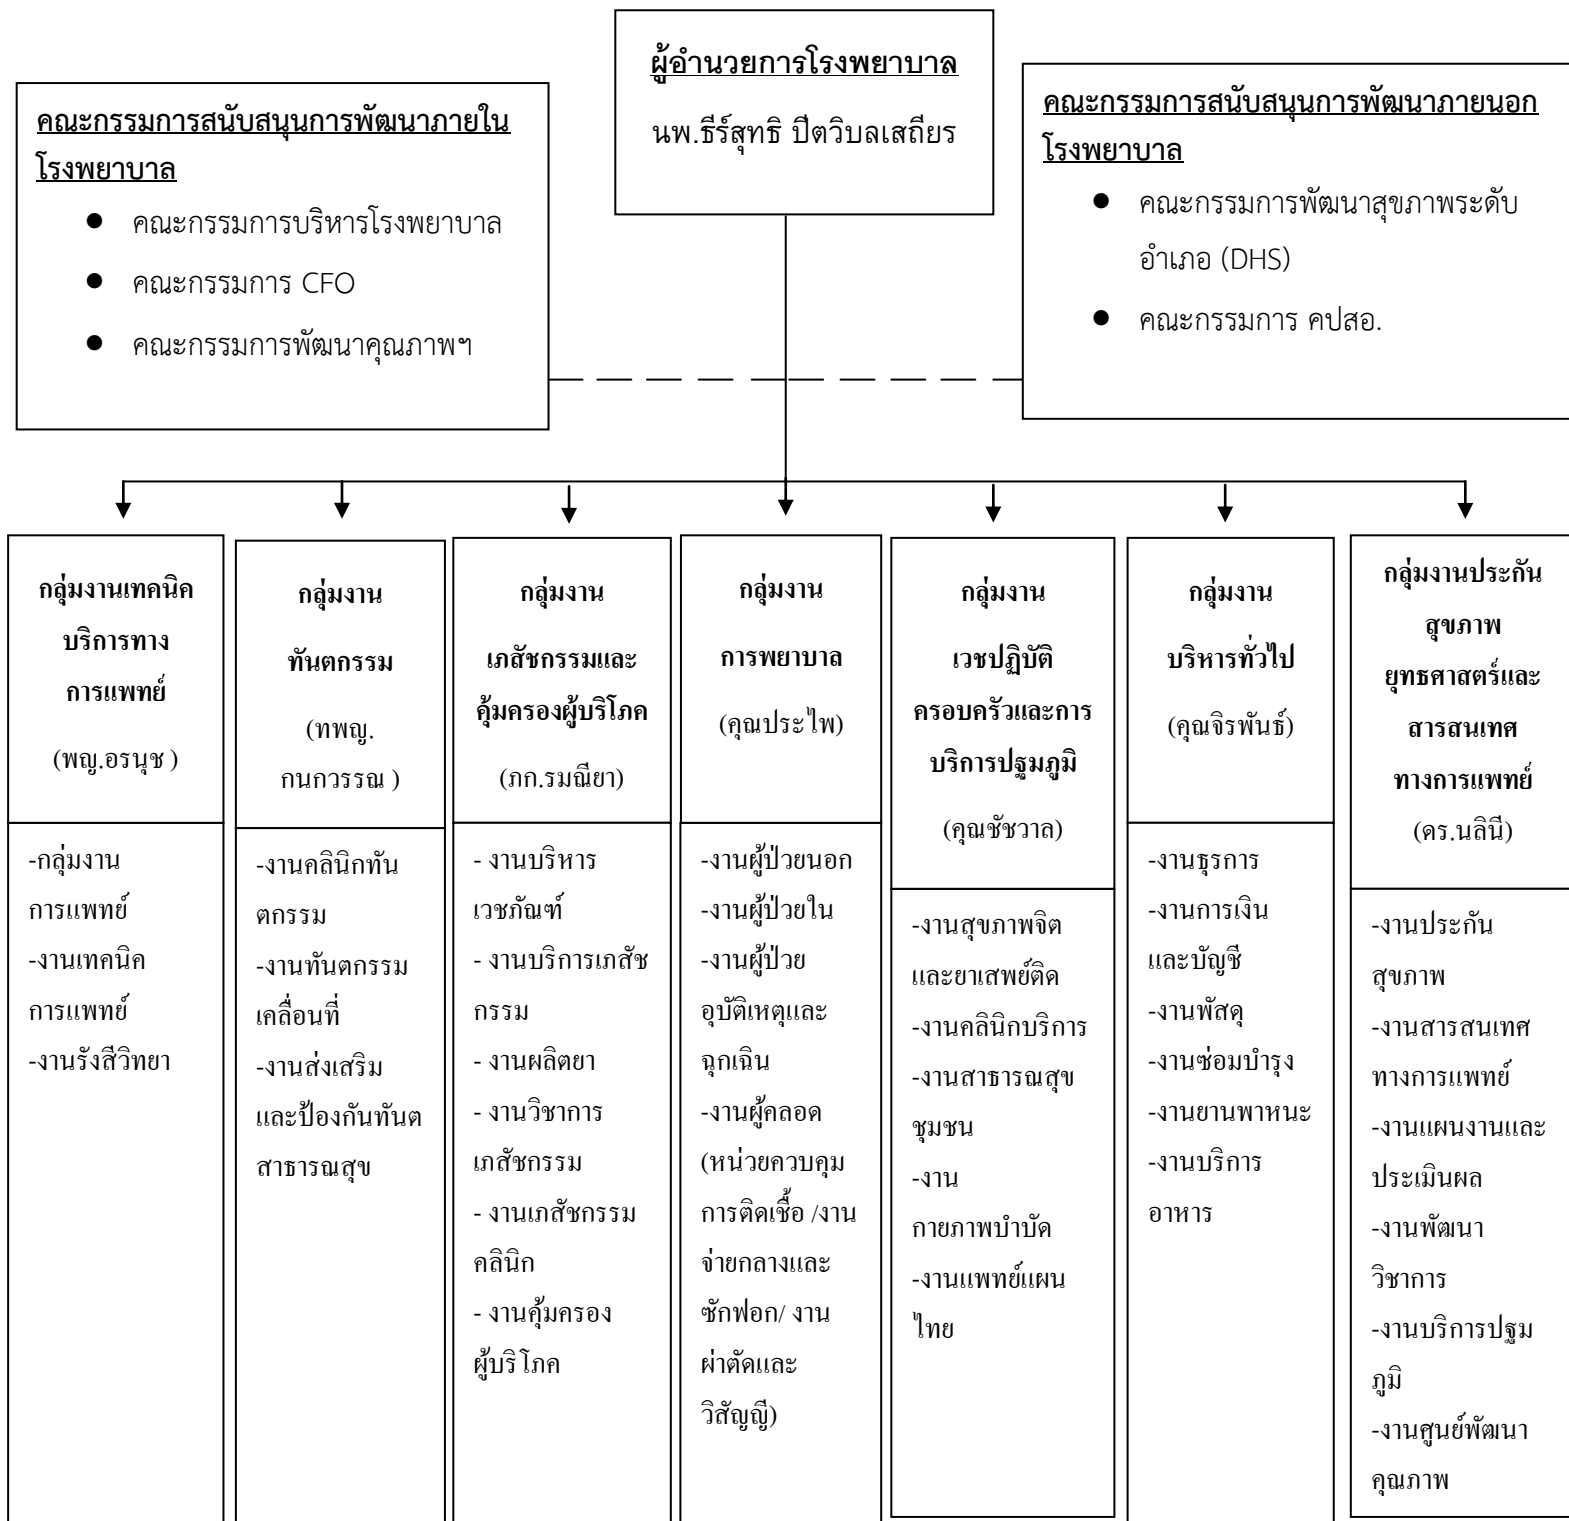 ผู้อำนวยการโรงพยาบาล
นพ.ธีร์สุทธิ ปีตวิบลเสถียร
คณะกรรมการสนับสนุนการพัฒนาภายใน
โรงพยาบาล
● คณะกรรมการบริหารโรงพยาบาล
● คณะกรรมการ CFO
● คณะกรรมการพัฒนาคุณภาพฯ
คณะกรรมการสนับสนุนการพัฒนาภายนอก
โรงพยาบาล
● คณะกรรมการพัฒนาสุขภาพระดับ
อำเภอ (DHS)
● คณะกรรมการ คปสอ.
กลุ่มงานเทคนิค
บริการทาง
การแพทย์
(พญ.อรนุช )
-กลุ่มงาน
การแพทย์
-งานเทคนิค
การแพทย์
-งานรังสีวิทยา
กลุ่มงาน
ทันตกรรม
(ทพญ.
กนกวรรณ )
-งานคลินิกทัน
ตกรรม
-งานทันตกรรม
เคลื่อนที่
-งานส่งเสริม
และป้องกันทันต
สาธารณสุข
กลุ่มงาน
เภสัชกรรมและ
คุ้มครองผู้บริโภค
(ภก.รมณียา)
- งานบริหาร
เวชภัณฑ์
- งานบริการเภสัช
กรรม
- งานผลิตยา
- งานวิชาการ
เภสัชกรรม
- งานเภสัชกรรม
คลินิก
- งานคุ้มครอง
ผู้บริโภค
กลุ่มงาน
การพยาบาล
(คุณประไพ)
-งานผู้ป่วยนอก
-งานผู้ป่วยใน
-งานผู้ป่วย
อุบัติเหตุและ
ฉุกเฉิน
-งานผู้คลอด
(หน่วยควบคุม
การติดเชื้อ /งาน
จ่ายกลางและ
ซักฟอก/ งาน
ผ่าตัดและ
วิสัญญี)
กลุ่มงาน
เวชปฏิบัติ
ครอบครัวและการ
บริการปฐมภูมิ
(คุณชัชวาล)
-งานสุขภาพจิต
และยาเสพย์ติด
-งานคลินิกบริการ
-งานสาธารณสุข
ชุมชน
-งาน
กายภาพบำบัด
-งานแพทย์แผน
ไทย
กลุ่มงาน
บริหารทั่วไป
(คุณจิรพันธ์)
-งานธุรการ
-งานการเงิน
และบัญชี
-งานพัสดุ
-งานซ่อมบำรุง
-งานยานพาหนะ
-งานบริการ
อาหาร
กลุ่มงานประกัน
สุขภาพ
ยุทธศาสตร์และ
สารสนเทศ
ทางการแพทย์
(ดร.นลินี)
-งานประกัน
สุขภาพ
-งานสารสนเทศ
ทางการแพทย์
-งานแผนงานและ
ประเมินผล
-งานพัฒนา
วิชาการ
-งานบริการปฐม
ภูมิ
-งานศูนย์พัฒนา
คุณภาพ